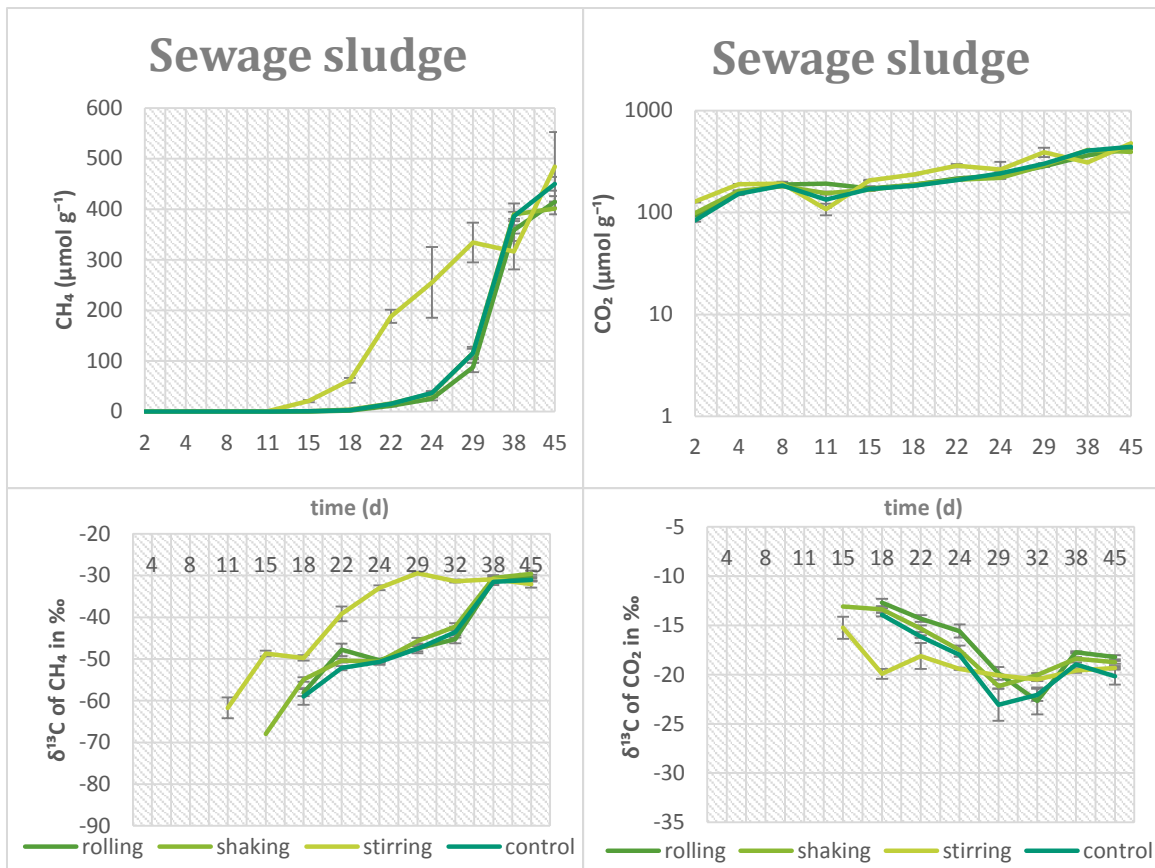 Sewage sludge
CH₄ (µmol g⁻¹)
600
500
400
300
200
100
0
2 4 8 11 15 18 22 24 29 38 45
Sewage sludge
CO₂ (µmol g⁻¹)
1000
100
10
1
2 4 8 11 15 18 22 24 29 38 45
time (d)
δ¹³C of CH₄ in ‰
-20
-30
-40
-50
-60
-70
-80
-90
4 8 11 15 18 22 24 29 32 38 45
rolling shaking stirring control
time (d)
δ¹³C of CO₂ in ‰
-5
-10
-15
-20
-25
-30
-35
4 8 11 15 18 22 24 29 32 38 45
rolling shaking stirring control